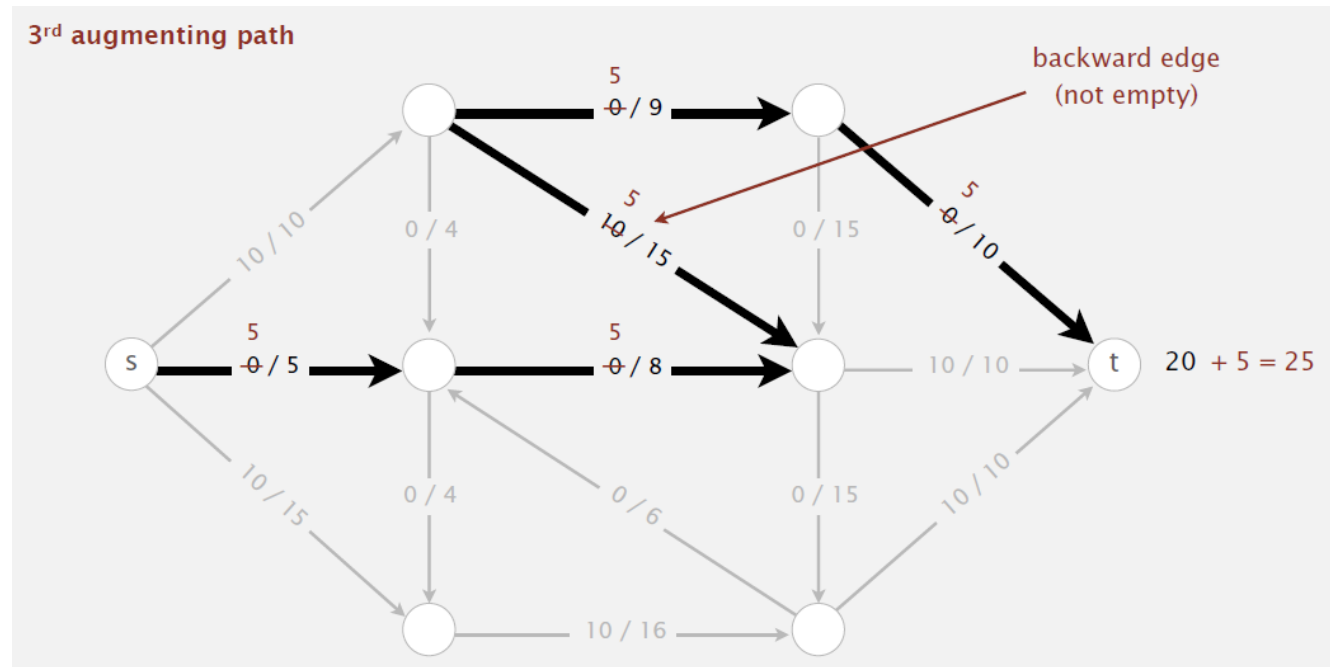 3rd augmenting path
backward edge
(not empty)
5
0 / 9
5
10 / 15
5
0 / 10
10 / 10
0 / 4
0 / 15
s
5
0 / 5
5
0 / 8
10 / 10
t
20 + 5 = 25
10 / 15
0 / 4
0 / 6
0 / 15
10 / 10
10 / 16